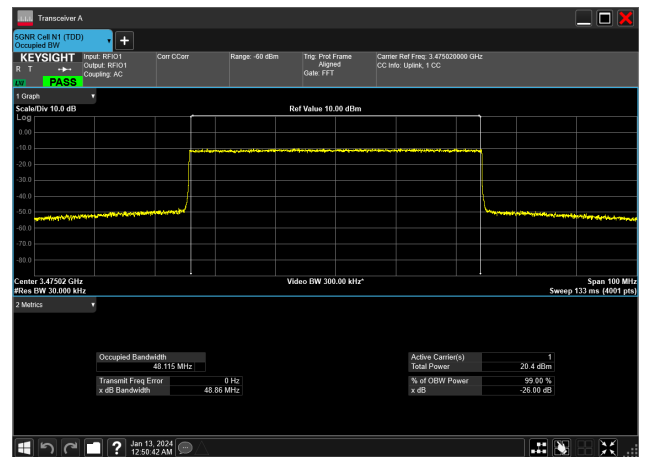 Transceiver A
5GNR Cell N1 (TDD)
Occupied BW
KEYSIGHT
R T
LXI
PASS
Input: RFIO1
Output: RFIO1
Coupling: AC
Corr CCorr
Range: -60 dBm
Trig: Prot Frame
Aligned
Gate: FFT
Carrier Ref Freq: 3.475020000 GHz
CC Info: Uplink, 1 CC
1 Graph
Scale/Div 10.0 dB
Ref Value 10.00 dBm
Log
0.00
-10.0
-20.0
-30.0
-40.0
-50.0
-60.0
-70.0
-80.0
Center 3.47502 GHz
Video BW 300.00 kHz*
Span 100 MHz
#Res BW 30.000 kHz
Sweep 133 ms (4001 pts)
2 Metrics
Occupied Bandwidth
48.115 MHz
Transmit Freq Error 0 Hz
x dB Bandwidth 48.86 MHz
Active Carrier(s) 1
Total Power 20.4 dBm
% of OBW Power 99.00 %
x dB -26.00 dB
?
Jan 13, 2024
12:50:42 AM